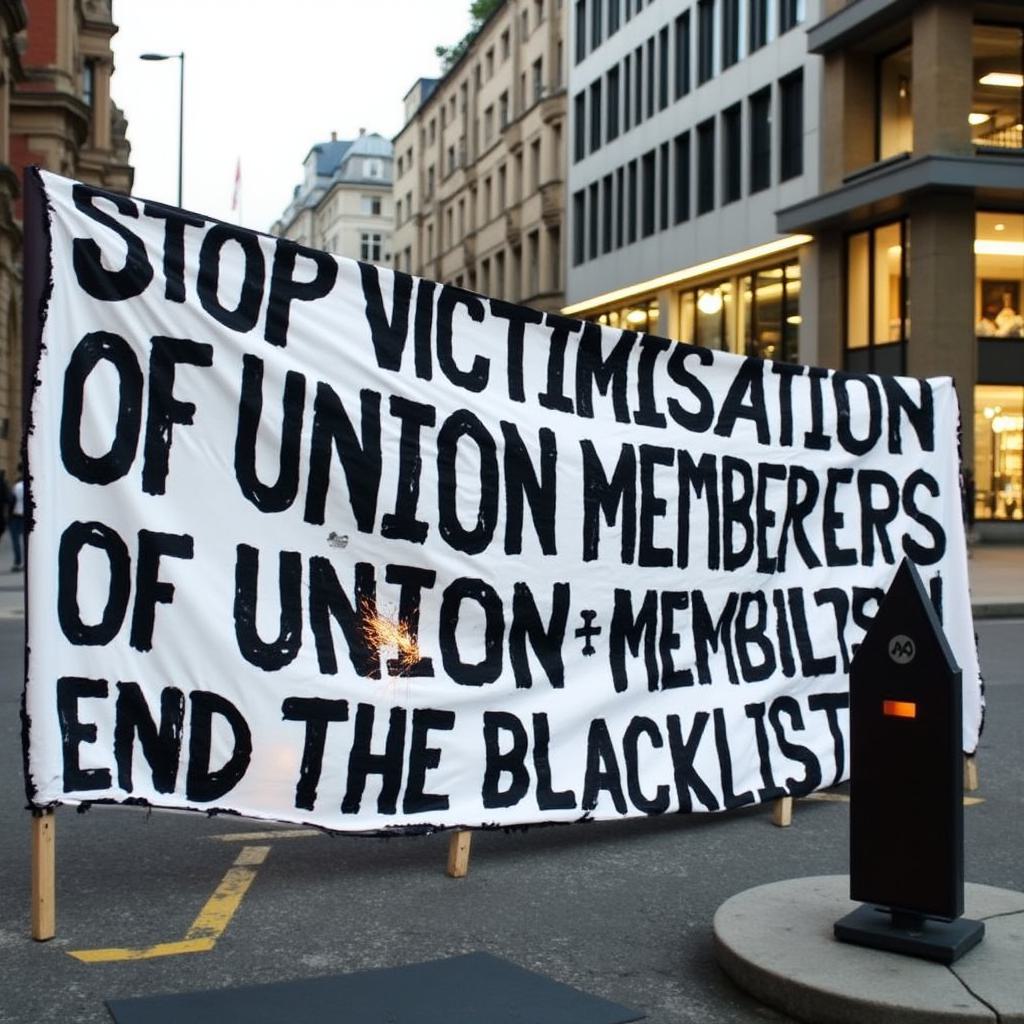 STOP VICTIMISATION
OF UNION MEMBERERS
OF UNION
END THE BLACKLIST